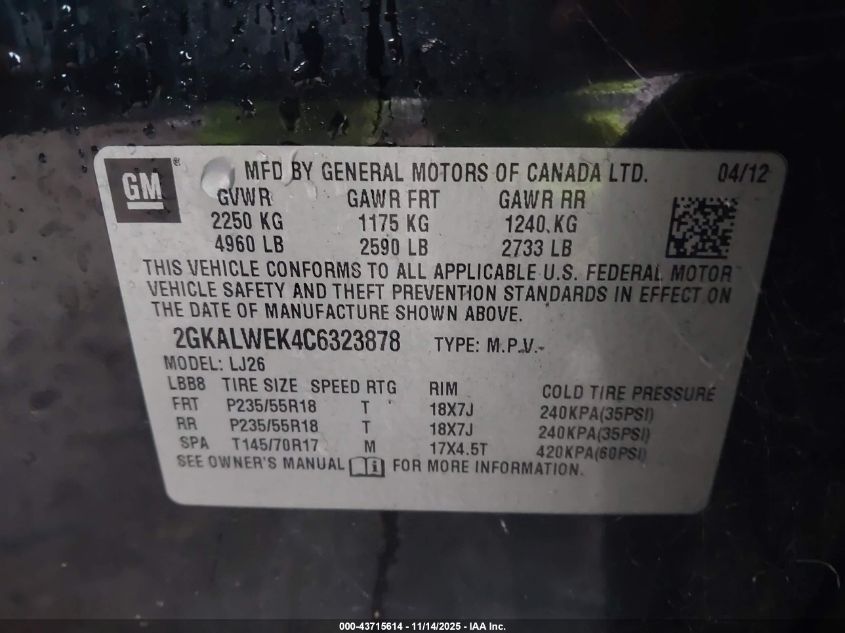 GM ® MFD BY GENERAL MOTORS OF CANADA LTD. 04/12
GVWR GAWR FRT GAWR RR
2250 KG 1175 KG 1240 KG
4960 LB 2590 LB 2733 LB
THIS VEHICLE CONFORMS TO ALL APPLICABLE U.S. FEDERAL MOTOR
VEHICLE SAFETY AND THEFT PREVENTION STANDARDS IN EFFECT ON
THE DATE OF MANUFACTURE SHOWN ABOVE.
2GKALWEK4C6323878 TYPE: M.P.V.
MODEL: LJ26
LBB8 TIRE SIZE SPEED RTG RIM COLD TIRE PRESSURE
FRT P235/55R18 T 18X7J 240KPA(35PSI)
RR P235/55R18 T 18X7J 240KPA(35PSI)
SPA T145/70R17 M 17X4.5T 420KPA(60PSI)
SEE OWNER'S MANUAL FOR MORE INFORMATION.
000-43715614 - 11/14/2025 - IAA Inc.